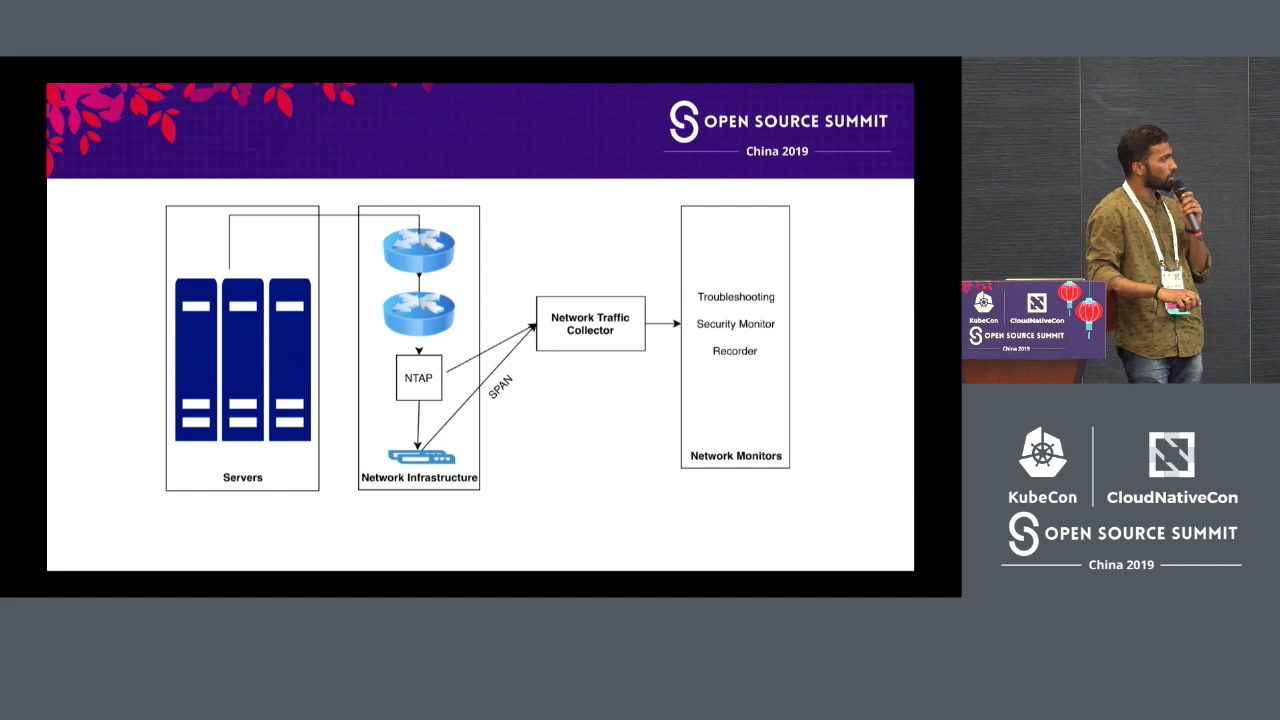 OPEN SOURCE SUMMIT
China 2019
Servers
NTAP
SPAN
Network Infrastructure
Network Traffic
Collector
Troubleshooting
Security Monitor
Recorder
Network Monitors
KubeCon
CloudNativeCon
OPEN SOURCE SUMMIT
China 2019
KubeCon
CloudNativeCon
OPEN SOURCE SUMMIT
China 2019